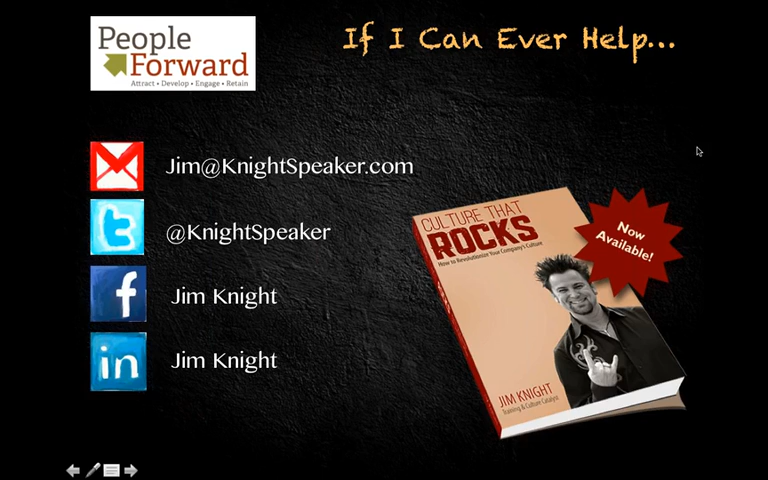 People
Forward
Attract • Develop • Engage • Retain
If I Can Ever Help...
Jim@KnightSpeaker.com
@KnightSpeaker
Jim Knight
in
Jim Knight
CULTURE THAT
ROCKS
How to Revolutionize Your Company's Culture
Now
Available!
JIM KNIGHT
Training & Culture Catalyst